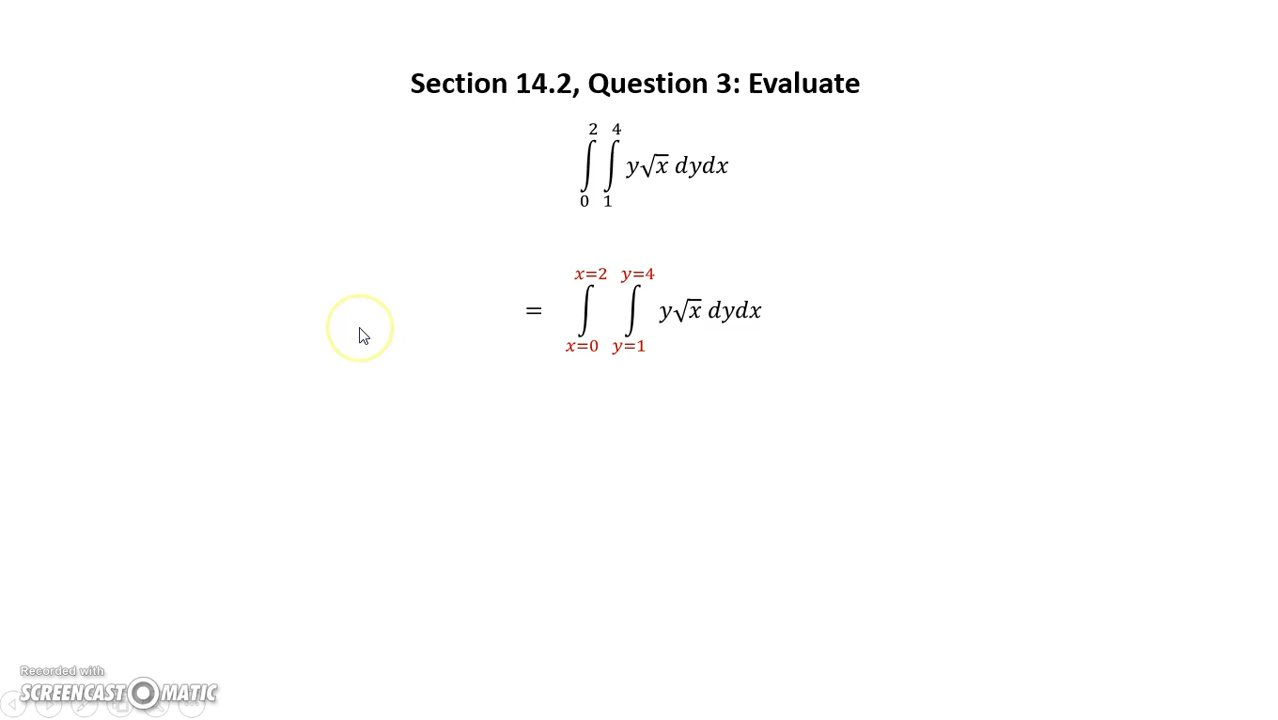 Section 14.2, Question 3: Evaluate
2 4
∫ ∫ y√x dydx
0 1
x=2 y=4
= ∫ ∫ y√x dydx
x=0 y=1
Recorded with
SCREENCAST MATIC